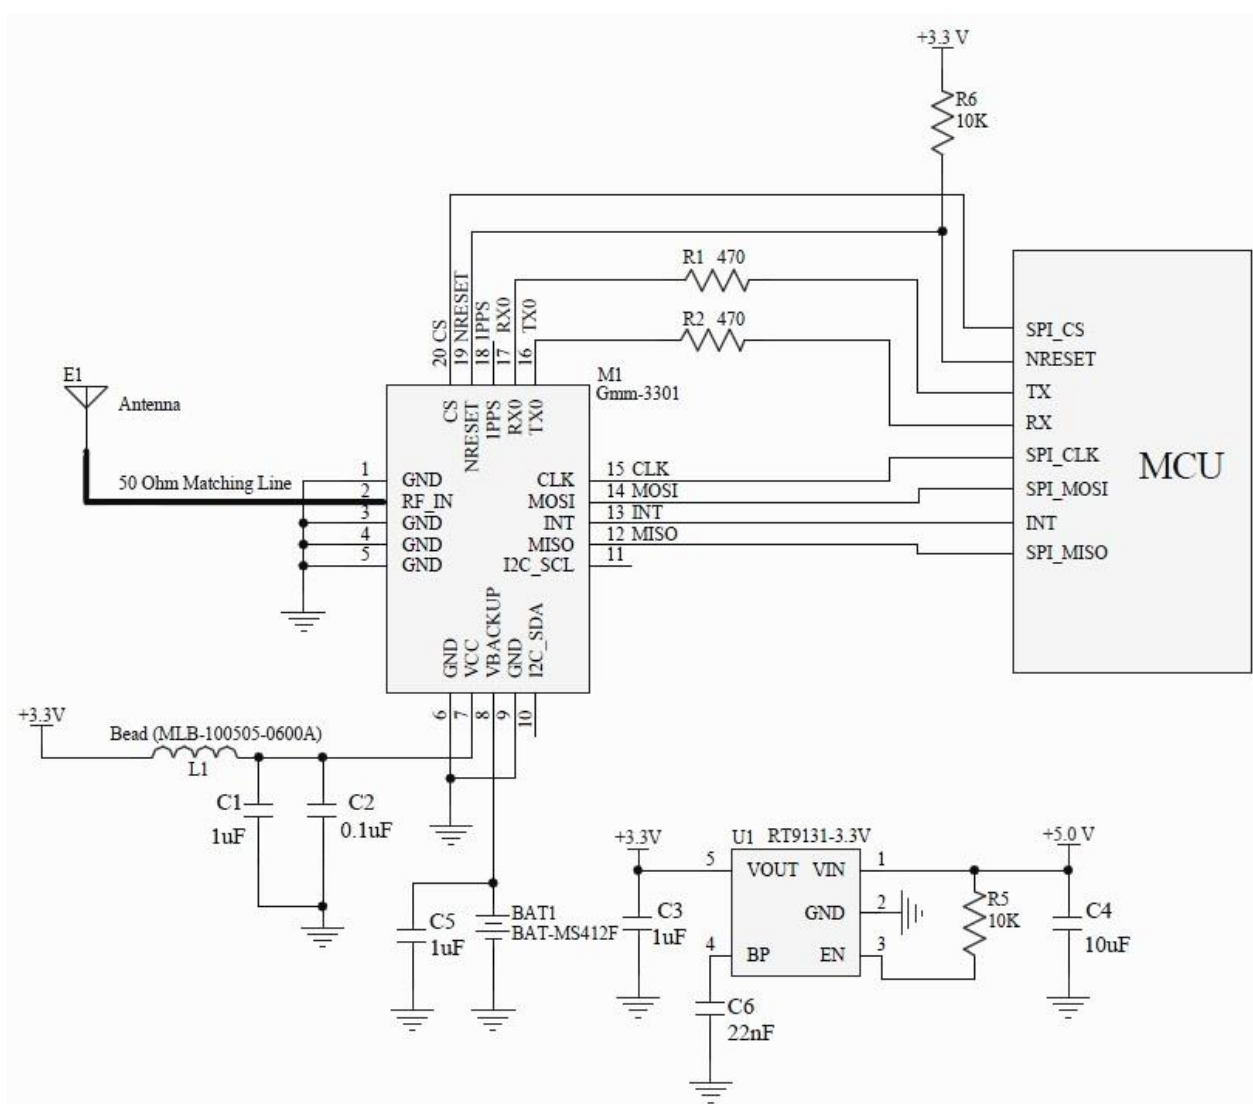 +3.3 V
R6
10K
R1 470
R2 470
20 CS
19 NRESET
18 1PPS
17 RX0
16 TX0
M1
Gmm-3301
E1
Antenna
50 Ohm Matching Line
CS
NRESET
1PPS
RX0
TX0
1
2
3
4
5
GND
RF_IN
GND
GND
GND
CLK
MOSI
INT
MISO
I2C_SCL
15 CLK
14 MOSI
13 INT
12 MISO
11
SPI_CS
NRESET
TX
RX
SPI_CLK
SPI_MOSI
INT
SPI_MISO
MCU
GND
VCC
VBACKUP
GND
I2C_SDA
6
7
8
9
10
+3.3V
Bead (MLB-100505-0600A)
L1
C1
1uF
C2
0.1uF
C5
1uF
BAT1
BAT-MS412F
+3.3V
U1 RT9131-3.3V
+5.0 V
5
VOUT VIN
1
GND
2
4
BP
EN
3
C3
1uF
R5
10K
C4
10uF
C6
22nF